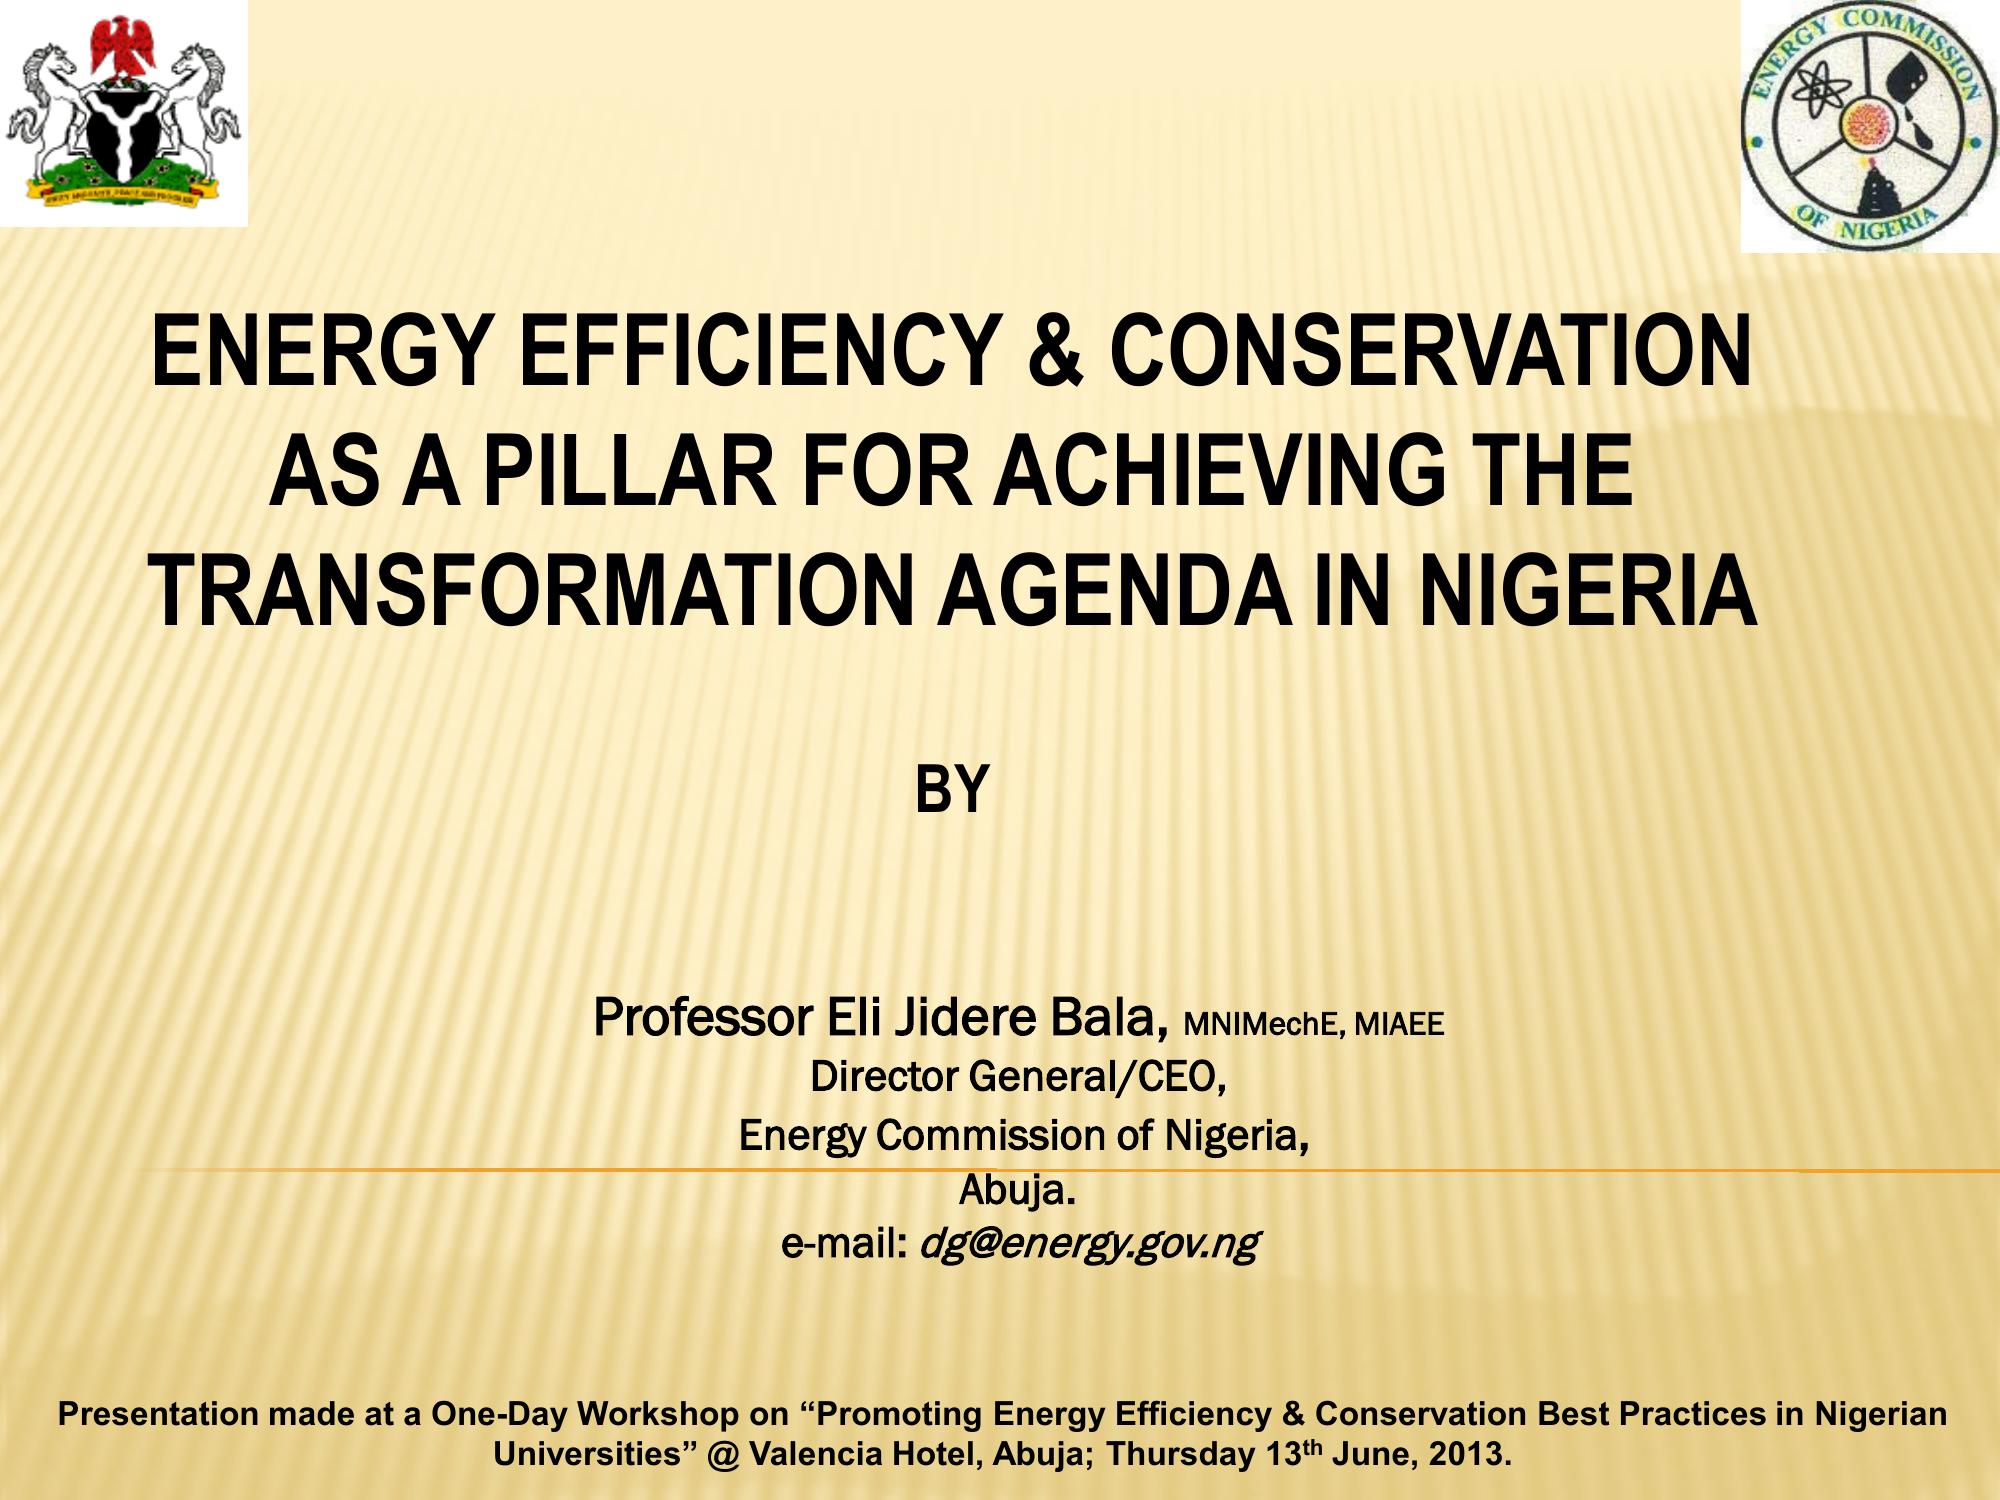 ENERGY COMMISSION
OF NIGERIA
ENERGY EFFICIENCY & CONSERVATION
AS A PILLAR FOR ACHIEVING THE
TRANSFORMATION AGENDA IN NIGERIA
BY
Professor Eli Jidere Bala, MNIMechE, MIAEE
Director General/CEO,
Energy Commission of Nigeria,
Abuja.
e-mail: dg@energy.gov.ng
Presentation made at a One-Day Workshop on “Promoting Energy Efficiency & Conservation Best Practices in Nigerian
Universities” @ Valencia Hotel, Abuja; Thursday 13th June, 2013.